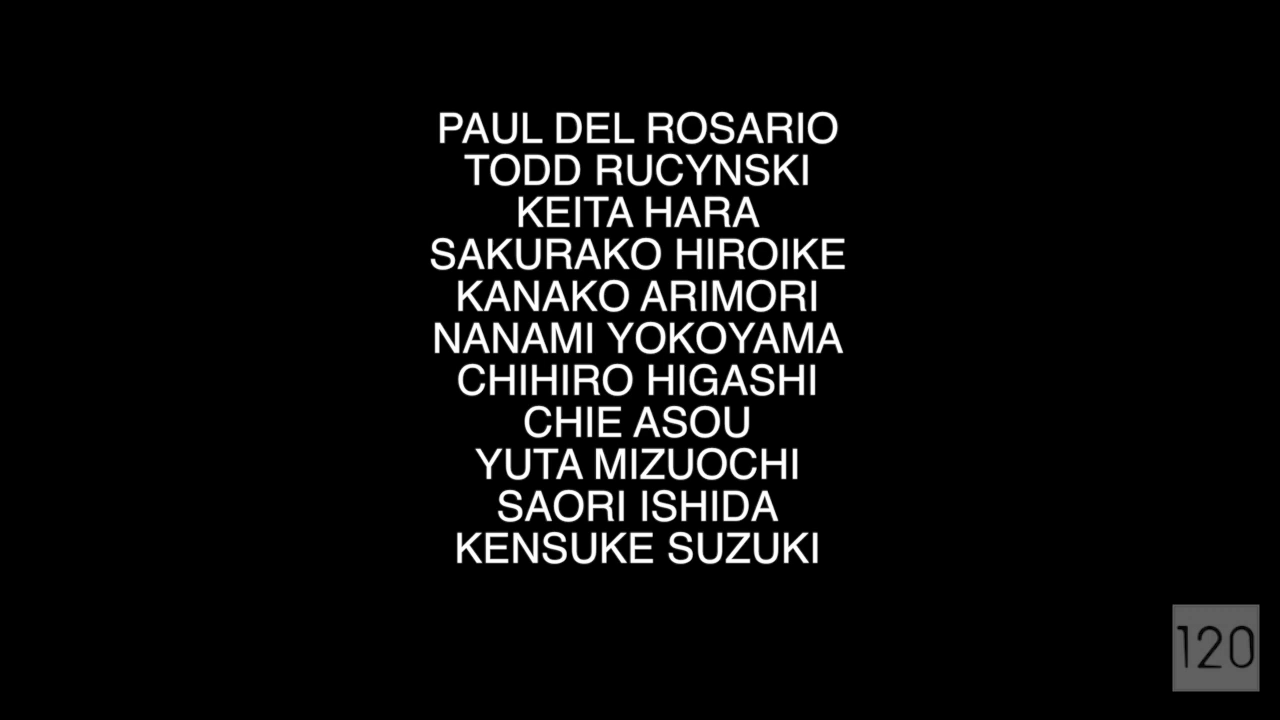 PAUL DEL ROSARIO
TODD RUCYNSKI
KEITA HARA
SAKURAKO HIROIKE
KANAKO ARIMORI
NANAMI YOKOYAMA
CHIHIRO HIGASHI
CHIE ASOU
YUTA MIZUOCHI
SAORI ISHIDA
KENSUKE SUZUKI
120